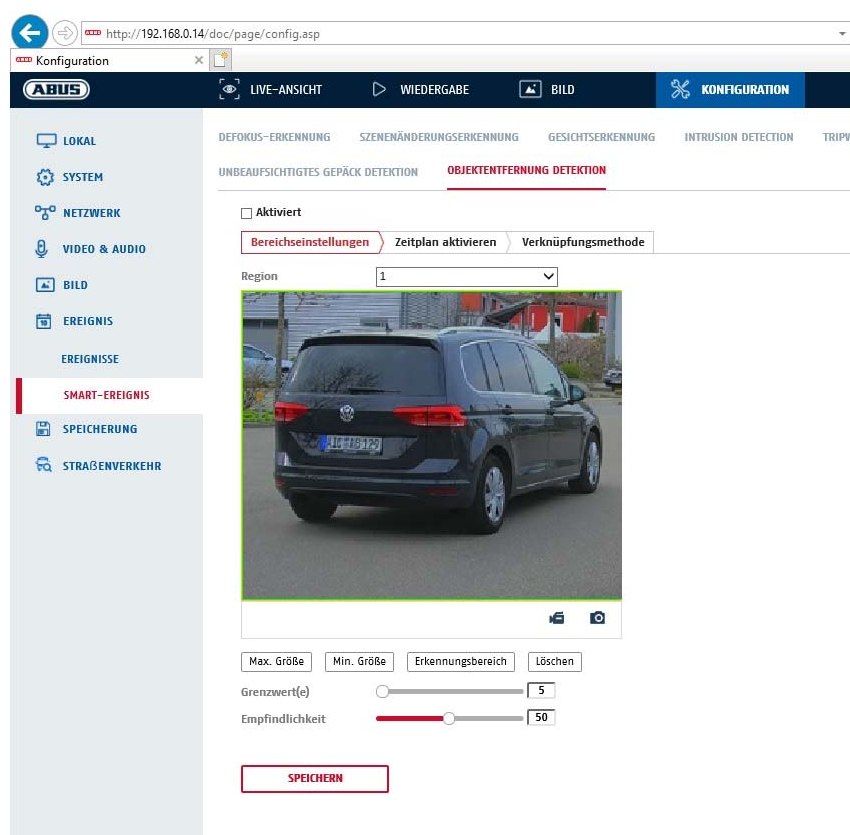 http://192.168.0.14/doc/page/config.asp
Konfiguration
ABUS
LIVE-ANSICHT
WIEDERGABE
BILD
KONFIGURATION
LOKAL
SYSTEM
NETZWERK
VIDEO & AUDIO
BILD
EREIGNIS
EREIGNISSE
SMART-EREIGNIS
SPEICHERUNG
STRAßENVERKEHR
DEFOKUS-ERKENNUNG
SZENENÄNDERUNGSERKENNUNG
GESICHTSERKENNUNG
INTRUSION DETECTION
TRIPW
UNBEAUFSICHTIGTES GEPÄCK DETEKTION
OBJEKTENTFERNUNG DETEKTION
Aktiviert
Bereichseinstellungen
Zeitplan aktivieren
Verknüpfungsmethode
Region
1
Max. Größe
Min. Größe
Erkennungsbereich
Löschen
Grenzwert(e)
5
Empfindlichkeit
50
SPEICHERN